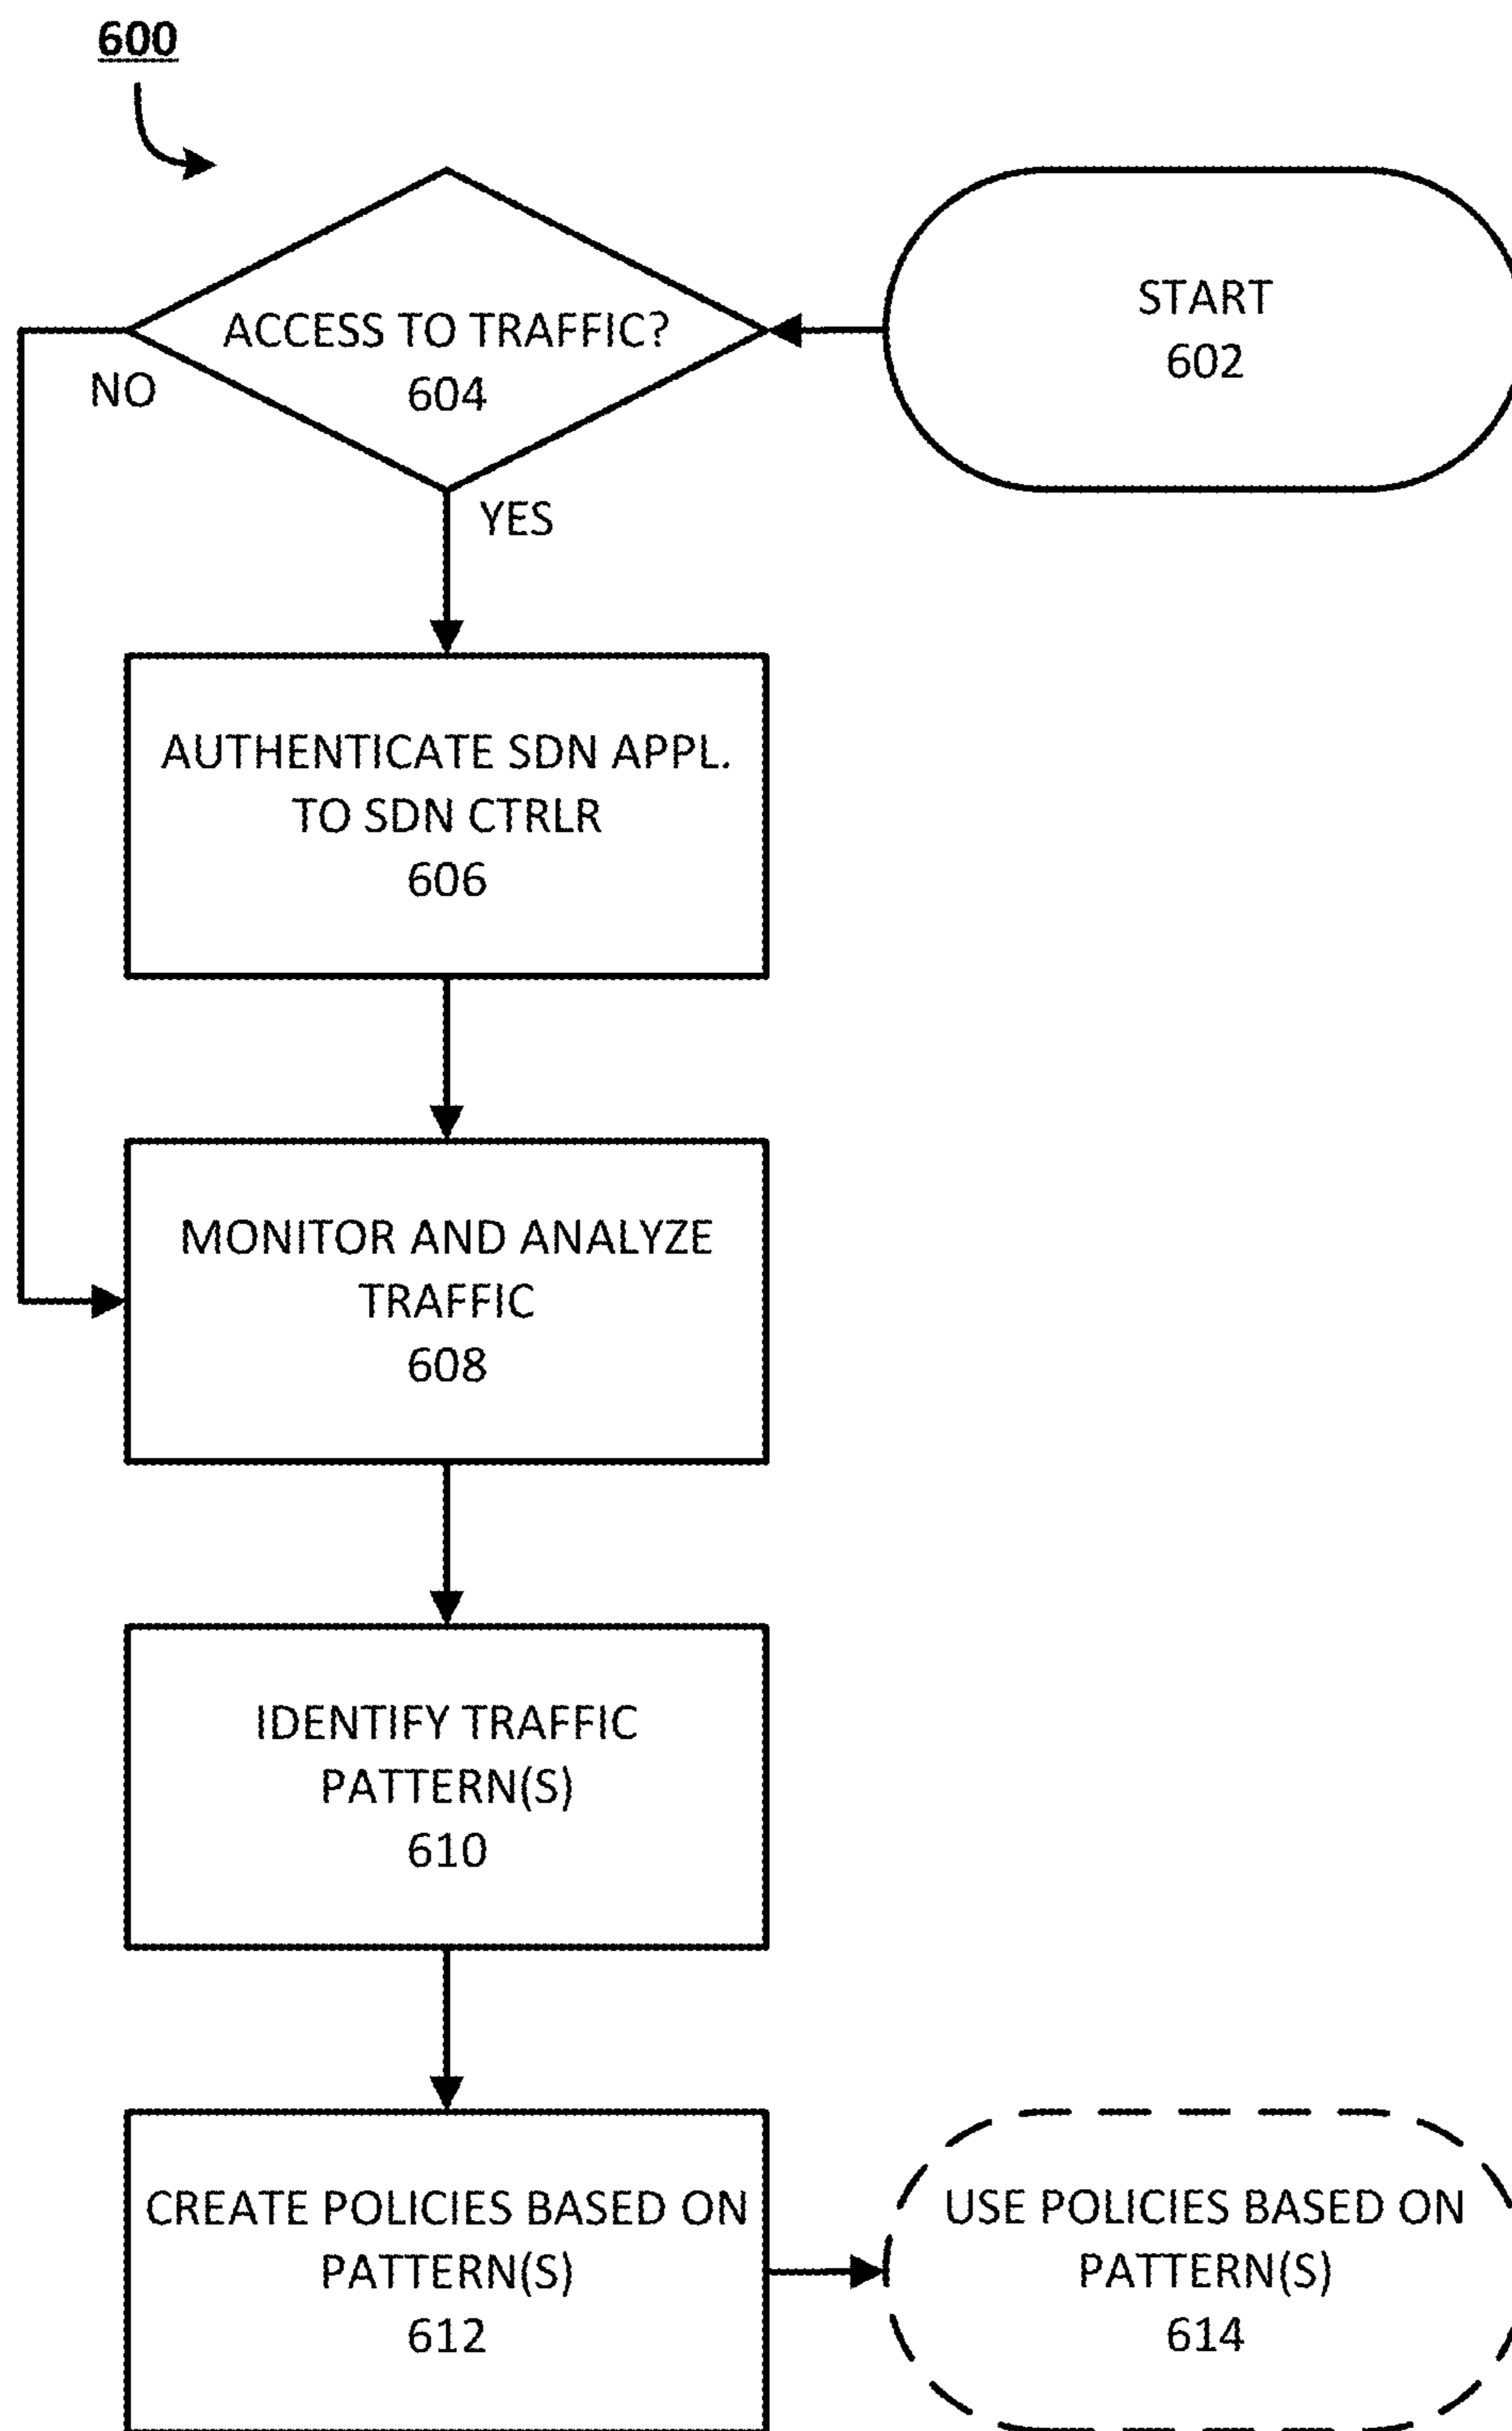 600
START
602
ACCESS TO TRAFFIC?
604
NO
YES
AUTHENTICATE SDN APPL.
TO SDN CTRLR
606
MONITOR AND ANALYZE
TRAFFIC
608
IDENTIFY TRAFFIC
PATTERN(S)
610
CREATE POLICIES BASED ON
PATTERN(S)
612
USE POLICIES BASED ON
PATTERN(S)
614